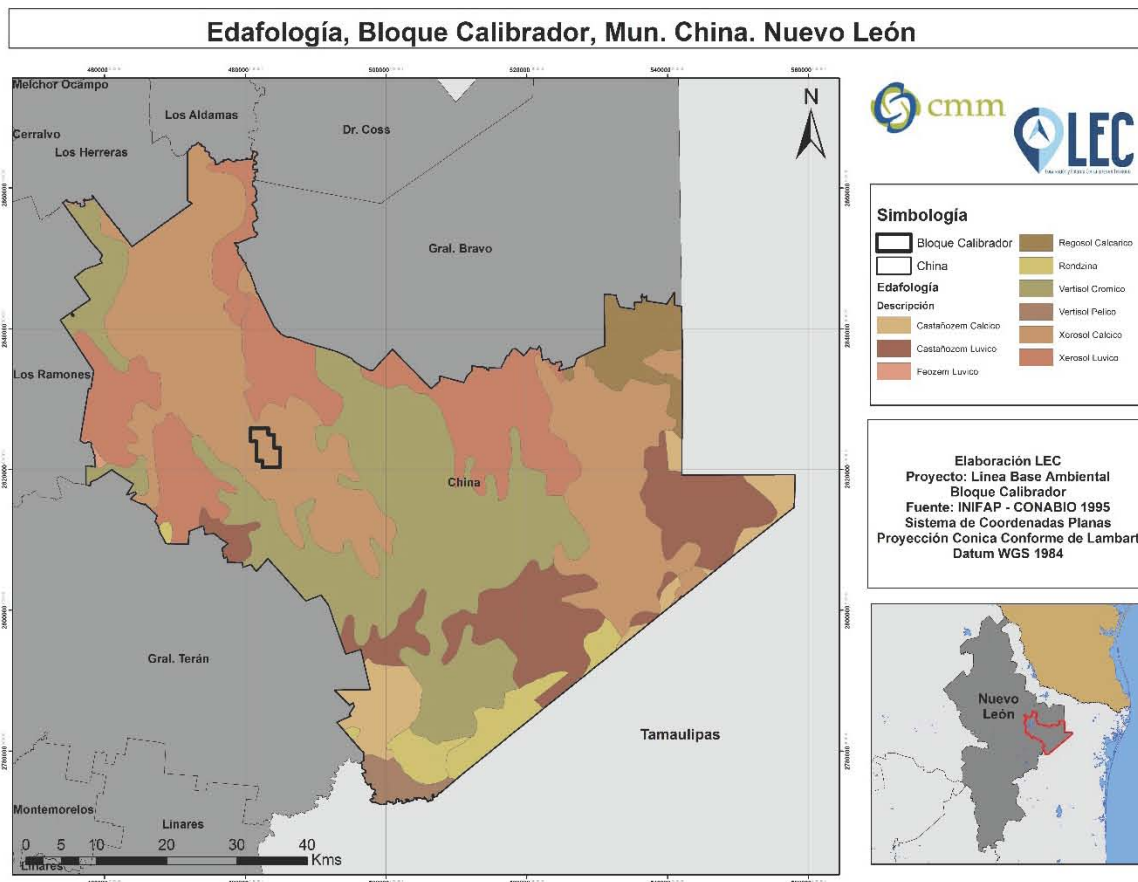 Edafología, Bloque Calibrador, Mun. China. Nuevo León
Melchor Ocampo
Los Aldamas
Cerralvo
Los Herreras
Dr. Coss
Gral. Bravo
Los Ramones
China
Gral. Terán
Tamaulipas
Montemorelos
Linares
Linares
0 5 10 20 30 40
Kms
N
cmm
LEC
Simbología
Bloque Calibrador
China
Edafología
Descripción
Castañozem Calcico
Castañozem Luvico
Feozem Luvico
Regosol Calcarico
Rendzina
Vertisol Cromico
Vertisol Pelico
Xerosol Calcico
Xerosol Luvico
Elaboración LEC
Proyecto: Linea Base Ambiental
Bloque Calibrador
Fuente: INIFAP - CONABIO 1995
Sistema de Coordenadas Planas
Proyección Conica Conforme de Lambart
Datum WGS 1984
Nuevo
León